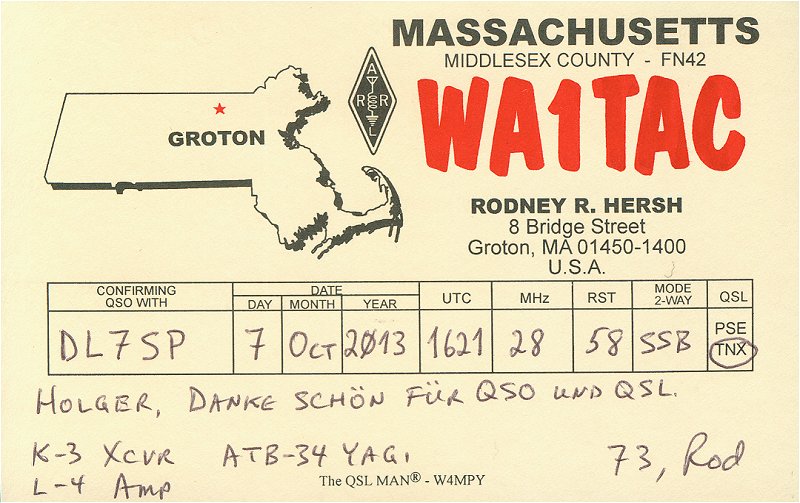 MASSACHUSETTS
MIDDLESEX COUNTY - FN42
A
R R
L
WA1TAC
GROTON
RODNEY R. HERSH
8 Bridge Street
Groton, MA 01450-1400
U.S.A.
CONFIRMING QSO WITH DATE DAY MONTH YEAR UTC MHz RST MODE 2-WAY QSL
DL7SP 7 OCT 2013 1621 28 58 SSB PSE TNX
HOLGER, DANKE SCHÖN FÜR QSO UND QSL.
K-3 XCVR ATB-34 YAGI 73, Rod
L-4 AMP The QSL MAN® - W4MPY